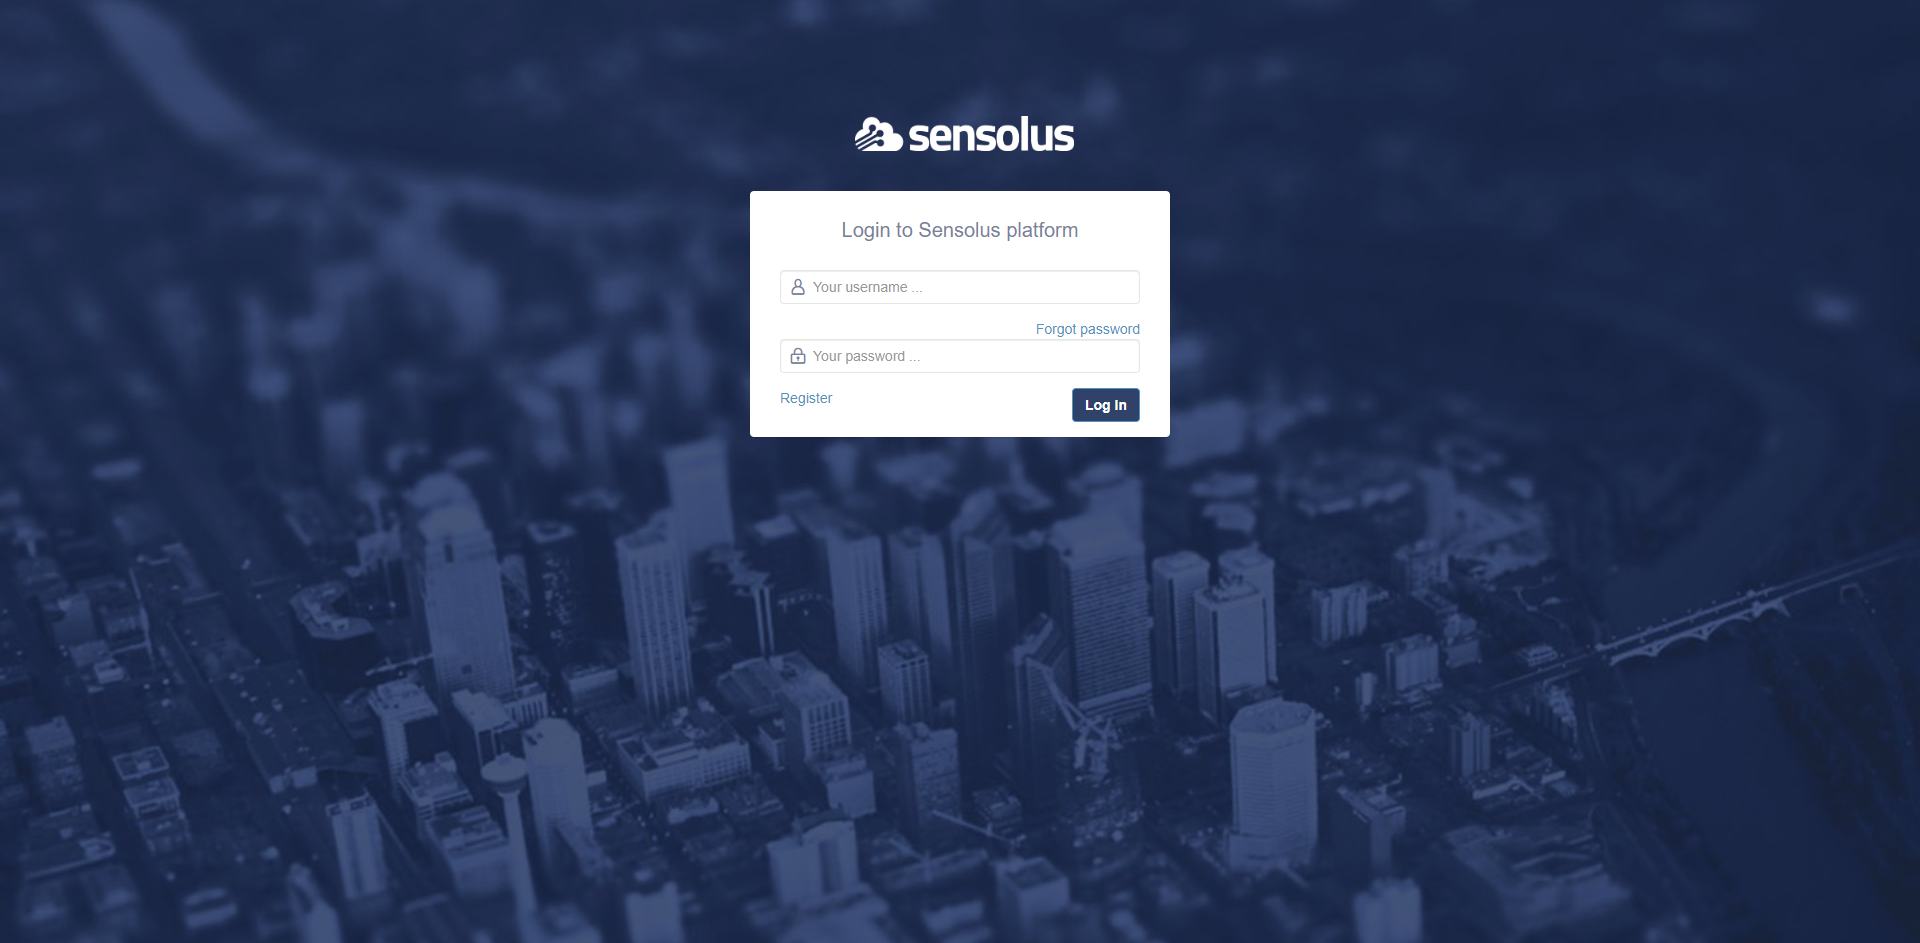 sensolus
Login to Sensolus platform
Your username ...
Forgot password
Your password ...
Register
Log In